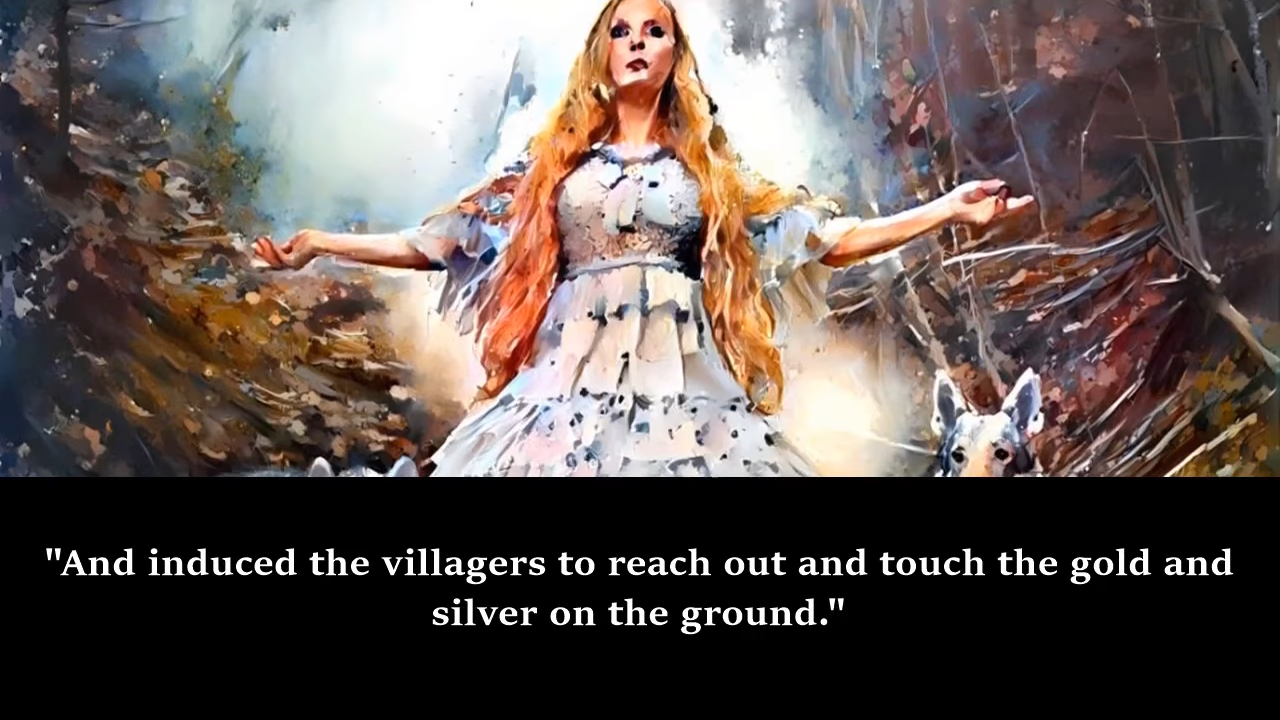 "And induced the villagers to reach out and touch the gold and
silver on the ground."